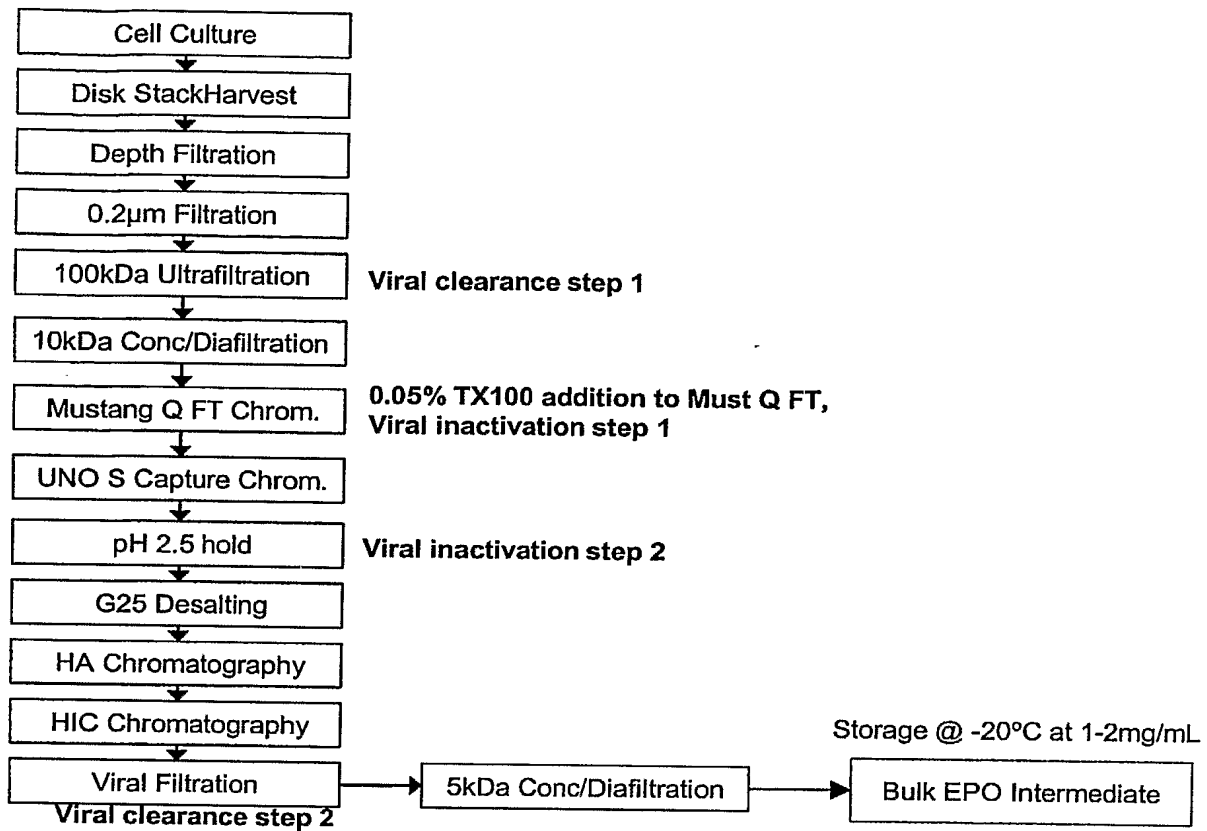 Cell Culture
Disk StackHarvest
Depth Filtration
0.2µm Filtration
100kDa Ultrafiltration
Viral clearance step 1
10kDa Conc/Diafiltration
Mustang Q FT Chrom.
0.05% TX100 addition to Must Q FT,
Viral inactivation step 1
UNO S Capture Chrom.
pH 2.5 hold
Viral inactivation step 2
G25 Desalting
HA Chromatography
HIC Chromatography
Storage @ -20ºC at 1-2mg/mL
Viral Filtration
5kDa Conc/Diafiltration
Bulk EPO Intermediate
Viral clearance step 2